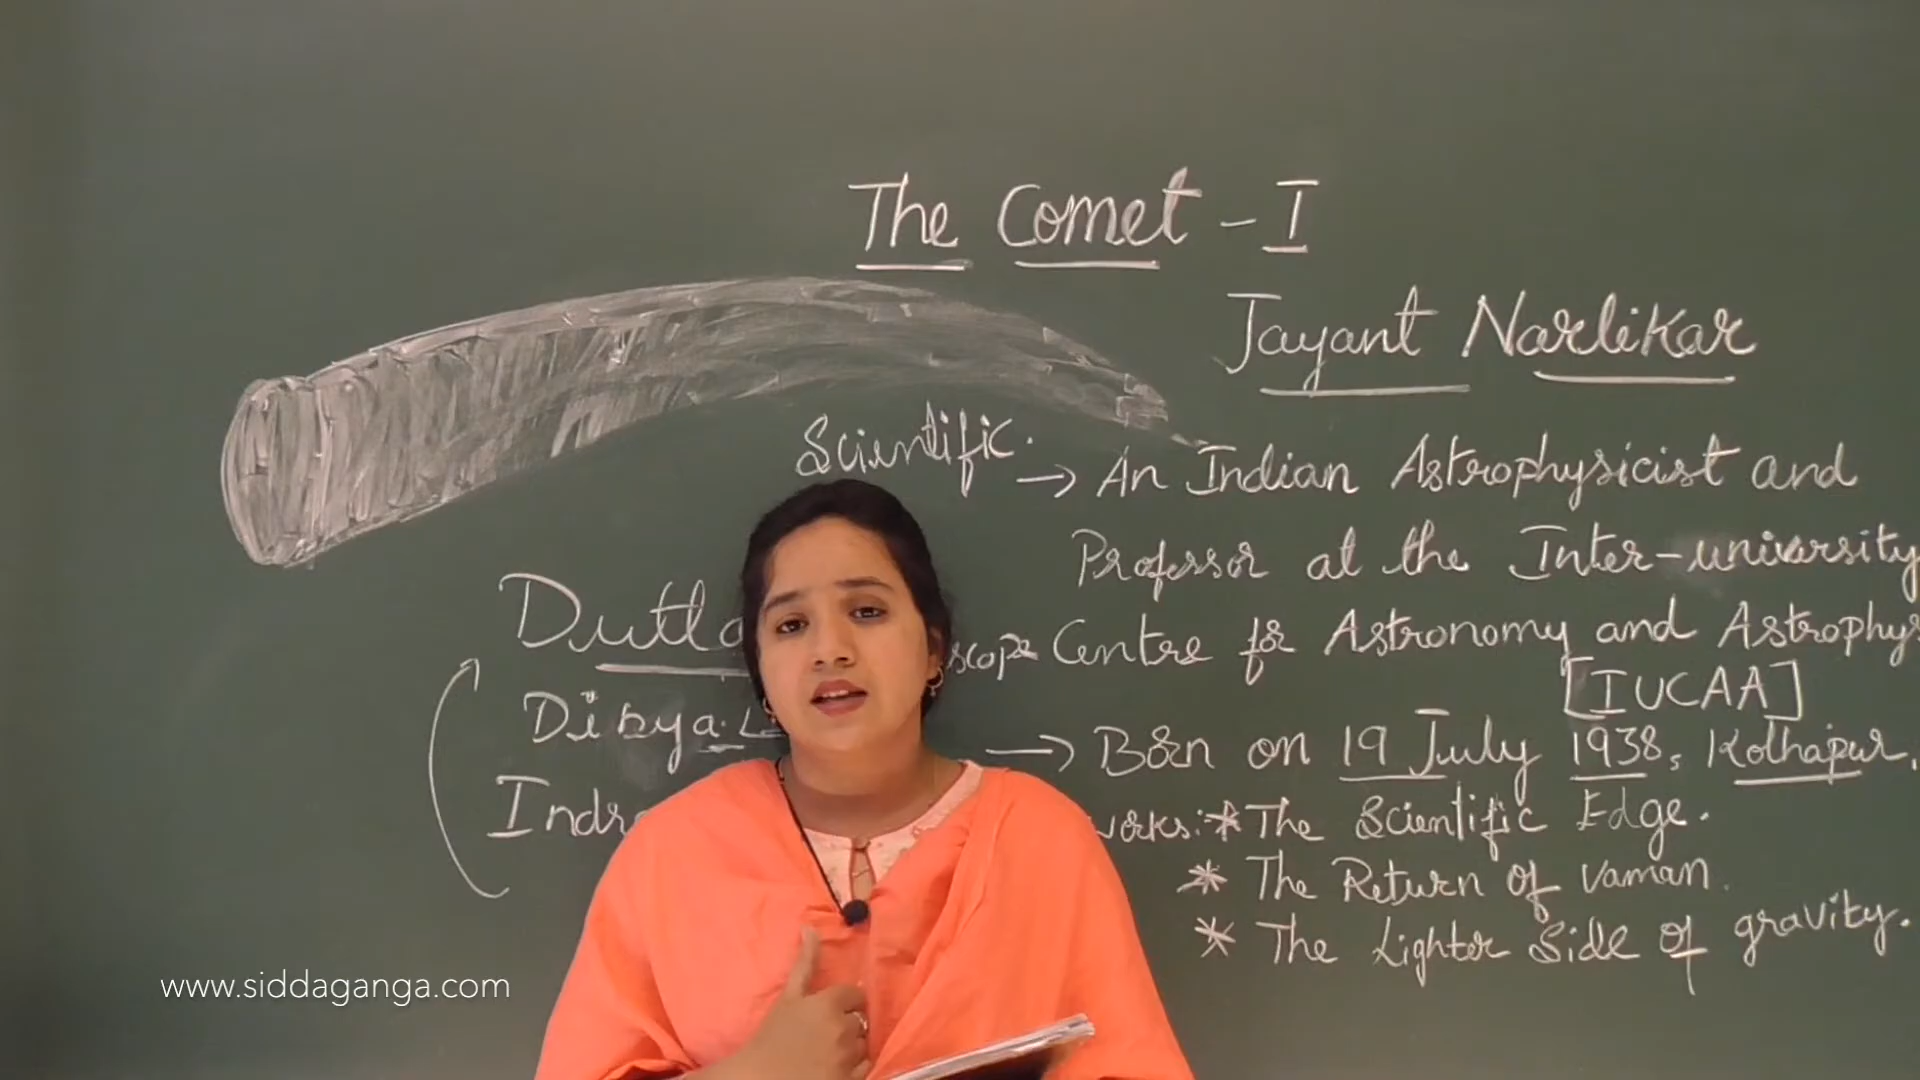 The Comet - I
Jayant Narlikar
Scientific.
→ An Indian Astrophysicist and
Professor at the Inter-university
Centre for Astronomy and Astrophys
[IUCAA]
→ Born on 19 July 1938, Kolhapur.
works:- * The Scientific Edge.
* The Return of Vaman.
* The Lighter Side of gravity.
Dutta
Dibya.
Indr
www.siddaganga.com